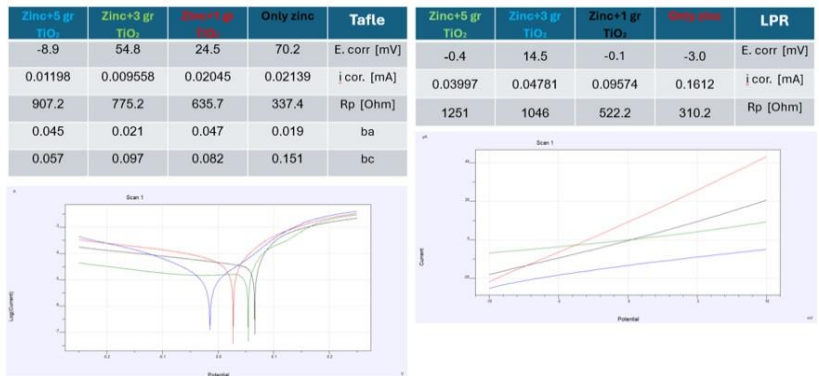 Zinc+5 gr TiO₂ Zinc+3 gr TiO₂ Zinc+1 gr TiO₂ Only zinc Tafle
-8.9 54.8 24.5 70.2 E. corr [mV]
0.01198 0.009558 0.02045 0.02139 i cor. [mA]
907.2 775.2 635.7 337.4 Rp [Ohm]
0.045 0.021 0.047 0.019 ba
0.057 0.097 0.082 0.151 bc
Scan 1
Log(Current)
Potential
Zinc+5 gr TiO₂ Zinc+3 gr TiO₂ Zinc+1 gr TiO₂ Only zinc LPR
-0.4 14.5 -0.1 -3.0 E. corr [mV]
0.03997 0.04781 0.09574 0.1612 i cor. [mA]
1251 1046 522.2 310.2 Rp [Ohm]
Scan 1
Current
Potential